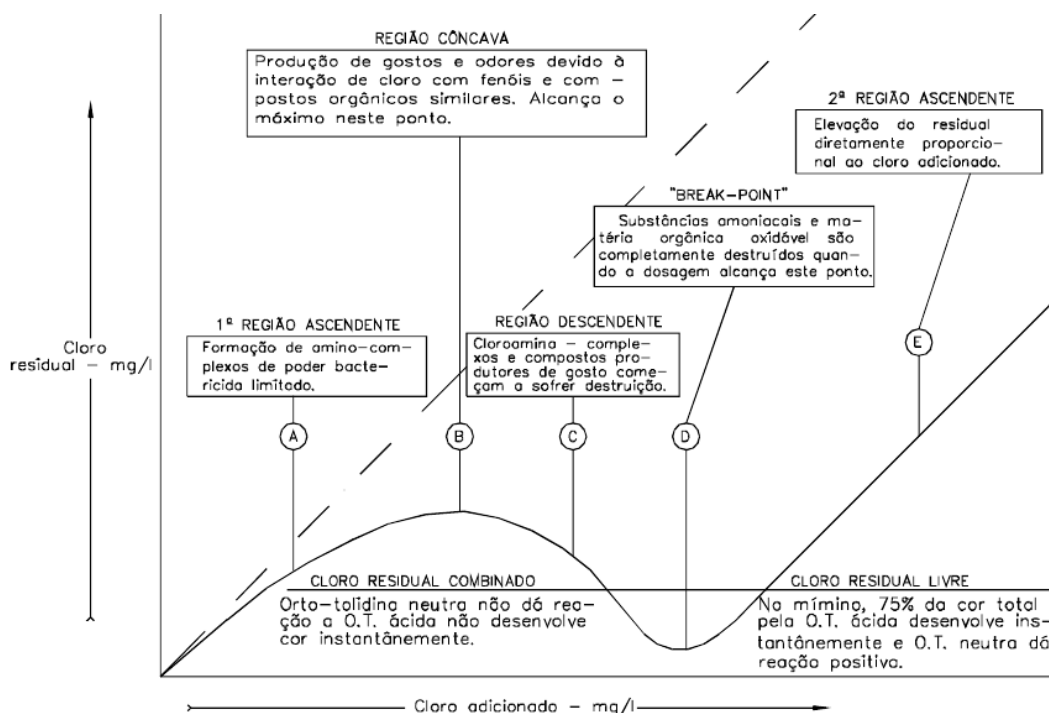 REGIÃO CÔNCAVA
Produção de gostos e odores devido à
interação de cloro com fenóis e com -
postos orgânicos similares. Alcança o
máximo neste ponto.
2ª REGIÃO ASCENDENTE
Elevação do residual
diretamente proporcio-
nal ao cloro adicionado.
"BREAK-POINT"
Substâncias amoniacais e ma-
téria orgânica oxidável são
completamente destruídos quan-
do a dosagem alcança este ponto.
1ª REGIÃO ASCENDENTE
Formação de amino-com-
plexos de poder bacte-
ricida limitado.
REGIÃO DESCENDENTE
Cloroamina - comple-
xos e compostos pro-
dutores de gosto come-
çam a sofrer destruição.
Cloro
residual - mg/l
A
B
C
D
E
CLORO RESIDUAL COMBINADO
Orto-tolidina neutra não dá rea-
ção a O.T. ácida não desenvolve
cor instantânemente.
CLORO RESIDUAL LIVRE
No mímino, 75% da cor total
pela O.T. ácida desenvolve ins-
tantânemente e O.T. neutra dá
reação positiva.
Cloro adicionado - mg/l